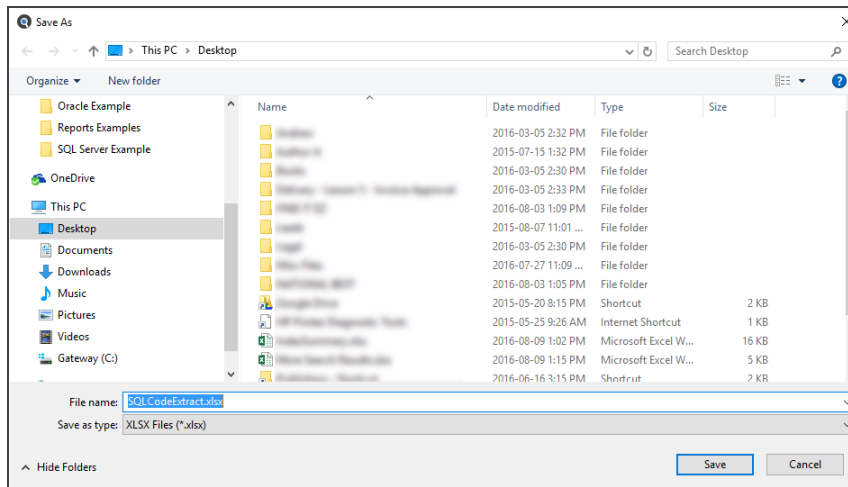 Save As
This PC > Desktop
Search Desktop
Organize
New folder
Oracle Example
Reports Examples
SQL Server Example
OneDrive
This PC
Desktop
Documents
Downloads
Music
Pictures
Videos
Gateway (C:)
Name Date modified Type Size
2016-03-05 2:32 PM File folder
2015-07-15 1:32 PM File folder
2016-03-05 2:30 PM File folder
2016-03-05 2:33 PM File folder
2016-08-03 1:09 PM File folder
2015-08-07 11:01 ... File folder
2016-03-05 2:30 PM File folder
2016-07-27 11:09 ... File folder
2016-08-03 1:05 PM File folder
2015-05-20 8:15 PM Shortcut 2 KB
2015-05-25 9:26 AM Internet Shortcut 1 KB
2016-08-09 1:02 PM Microsoft Excel W... 16 KB
2016-08-09 1:15 PM Microsoft Excel W... 5 KB
2016-06-16 3:15 PM Shortcut 2 KB
File name: SQLCodeExtract.xlsx
Save as type: XLSX Files (*.xlsx)
Hide Folders
Save
Cancel